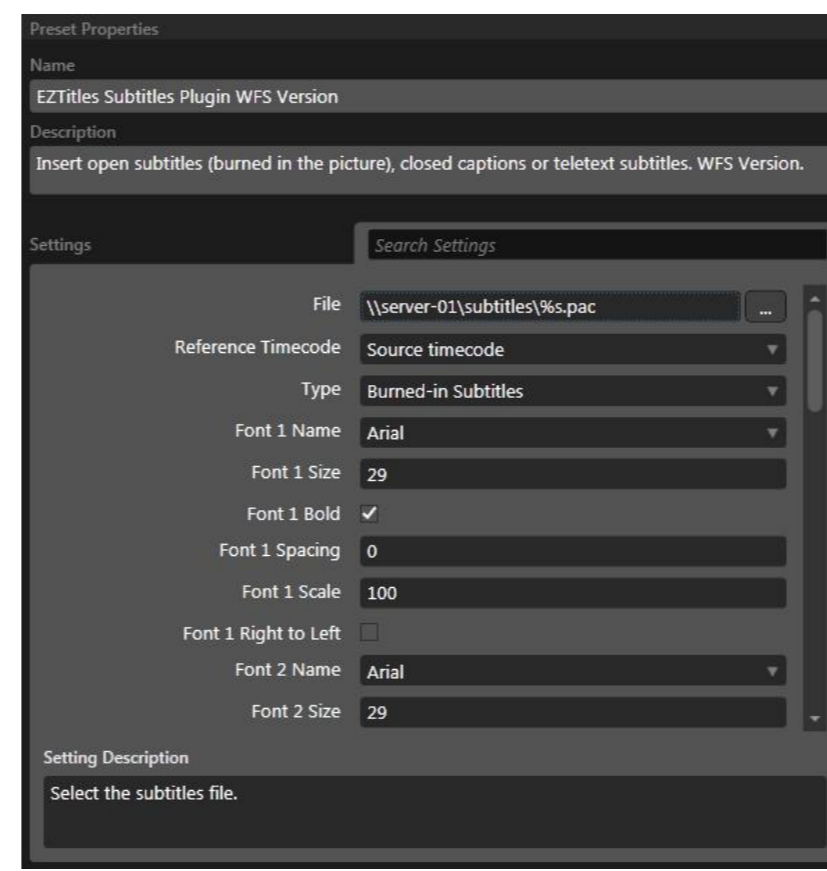 Preset Properties
Name
EZTitles Subtitles Plugin WFS Version
Description
Insert open subtitles (burned in the picture), closed captions or teletext subtitles. WFS Version.
Settings
Search Settings
File \\server-01\subtitles\%s.pac ...
Reference Timecode Source timecode
Type Burned-in Subtitles
Font 1 Name Arial
Font 1 Size 29
Font 1 Bold
Font 1 Spacing 0
Font 1 Scale 100
Font 1 Right to Left
Font 2 Name Arial
Font 2 Size 29
Setting Description
Select the subtitles file.